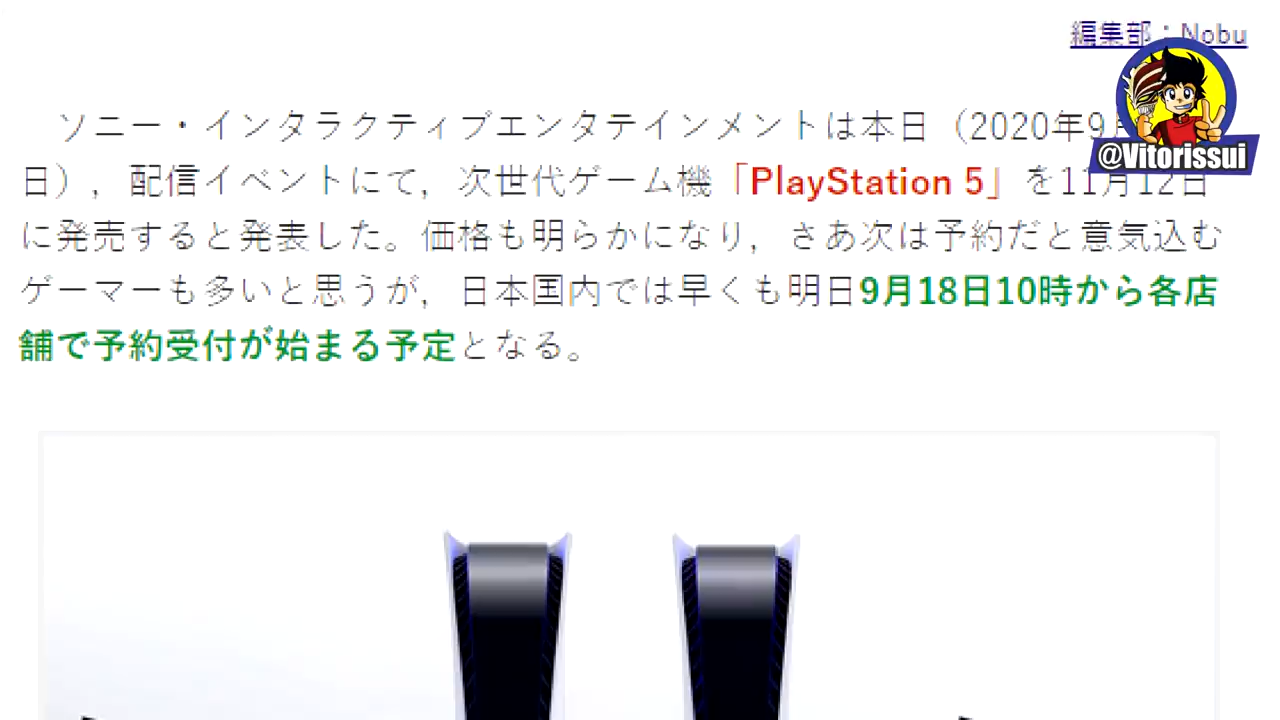 編集部：Nobu
@Vitorissui
ソニー・インタラクティブエンタテインメントは本日（2020年9月
日），配信イベントにて，次世代ゲーム機「PlayStation 5」を11月12日
に発売すると発表した。価格も明らかになり，さあ次は予約だと意気込む
ゲーマーも多いと思うが，日本国内では早くも明日9月18日10時から各店
舗で予約受付が始まる予定となる。